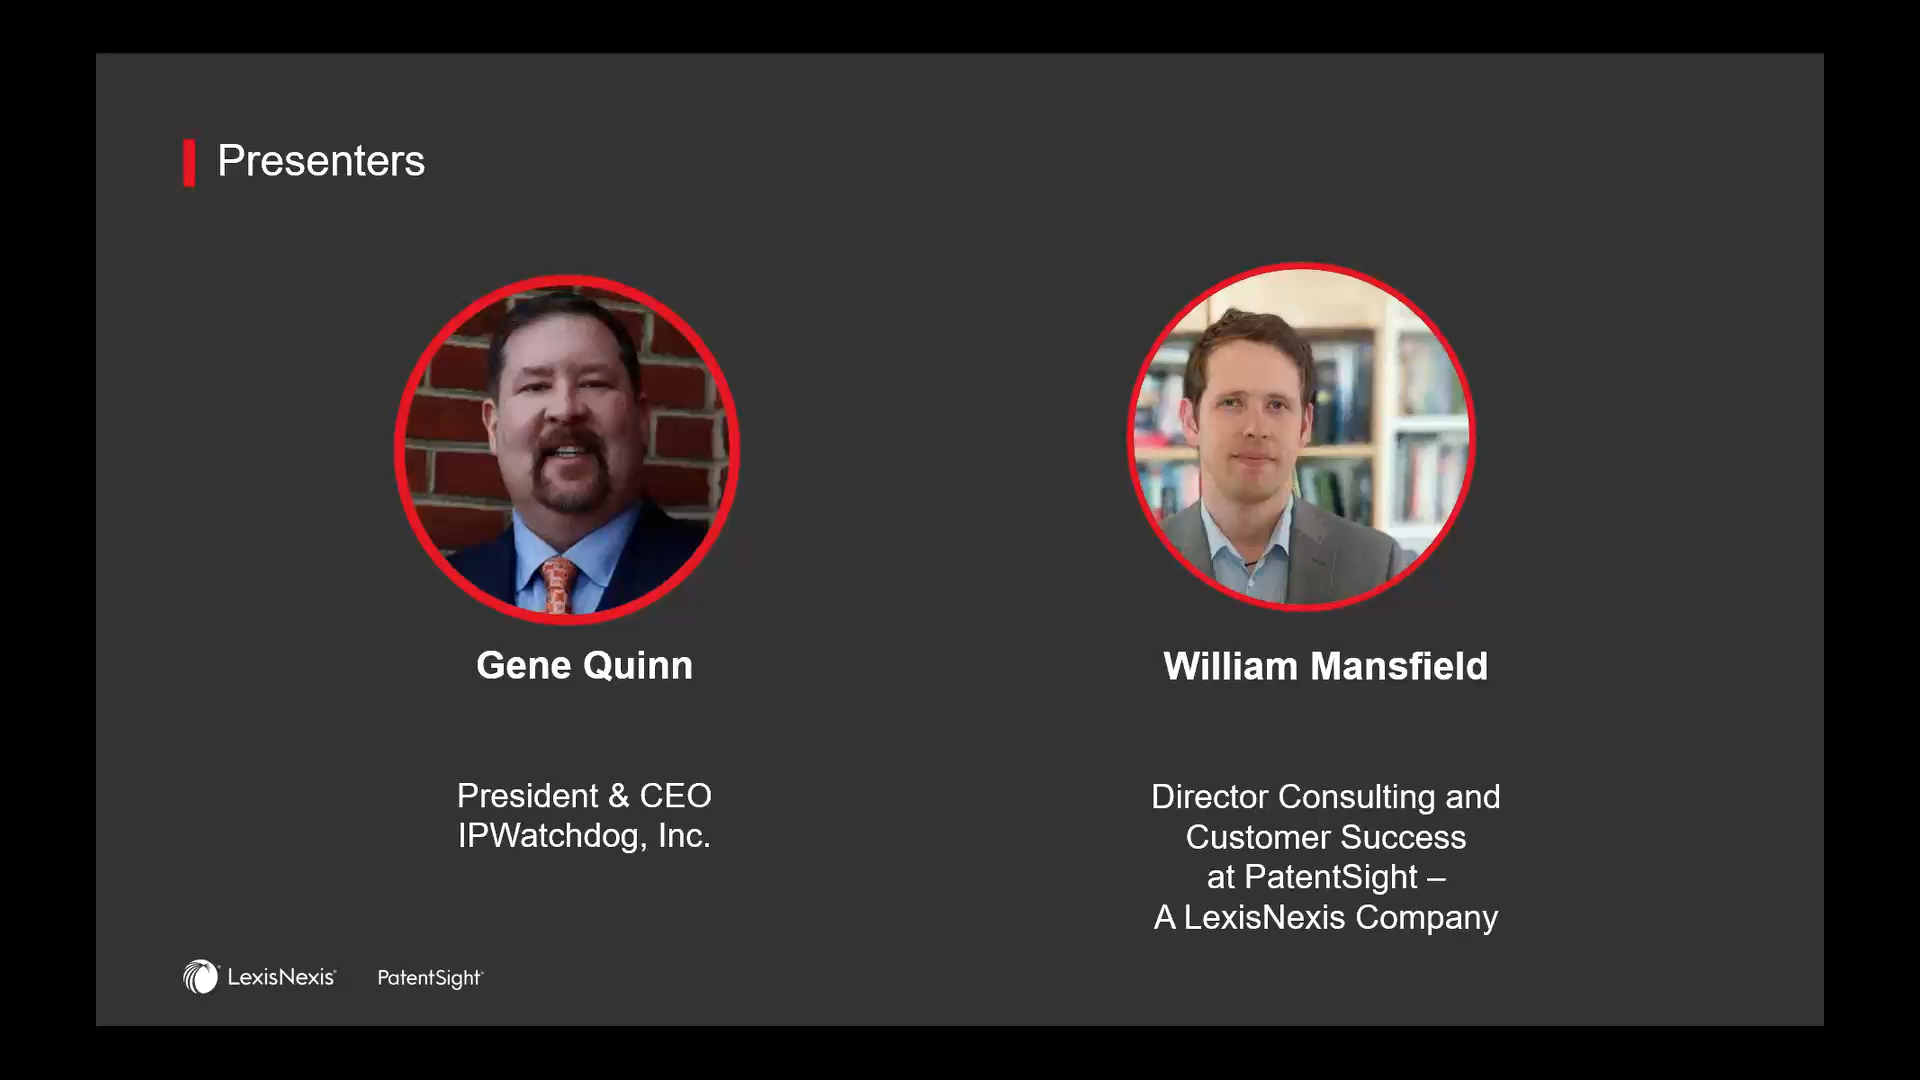 Presenters
Gene Quinn
President & CEO
IPWatchdog, Inc.
William Mansfield
Director Consulting and
Customer Success
at PatentSight –
A LexisNexis Company
LexisNexis® PatentSight®